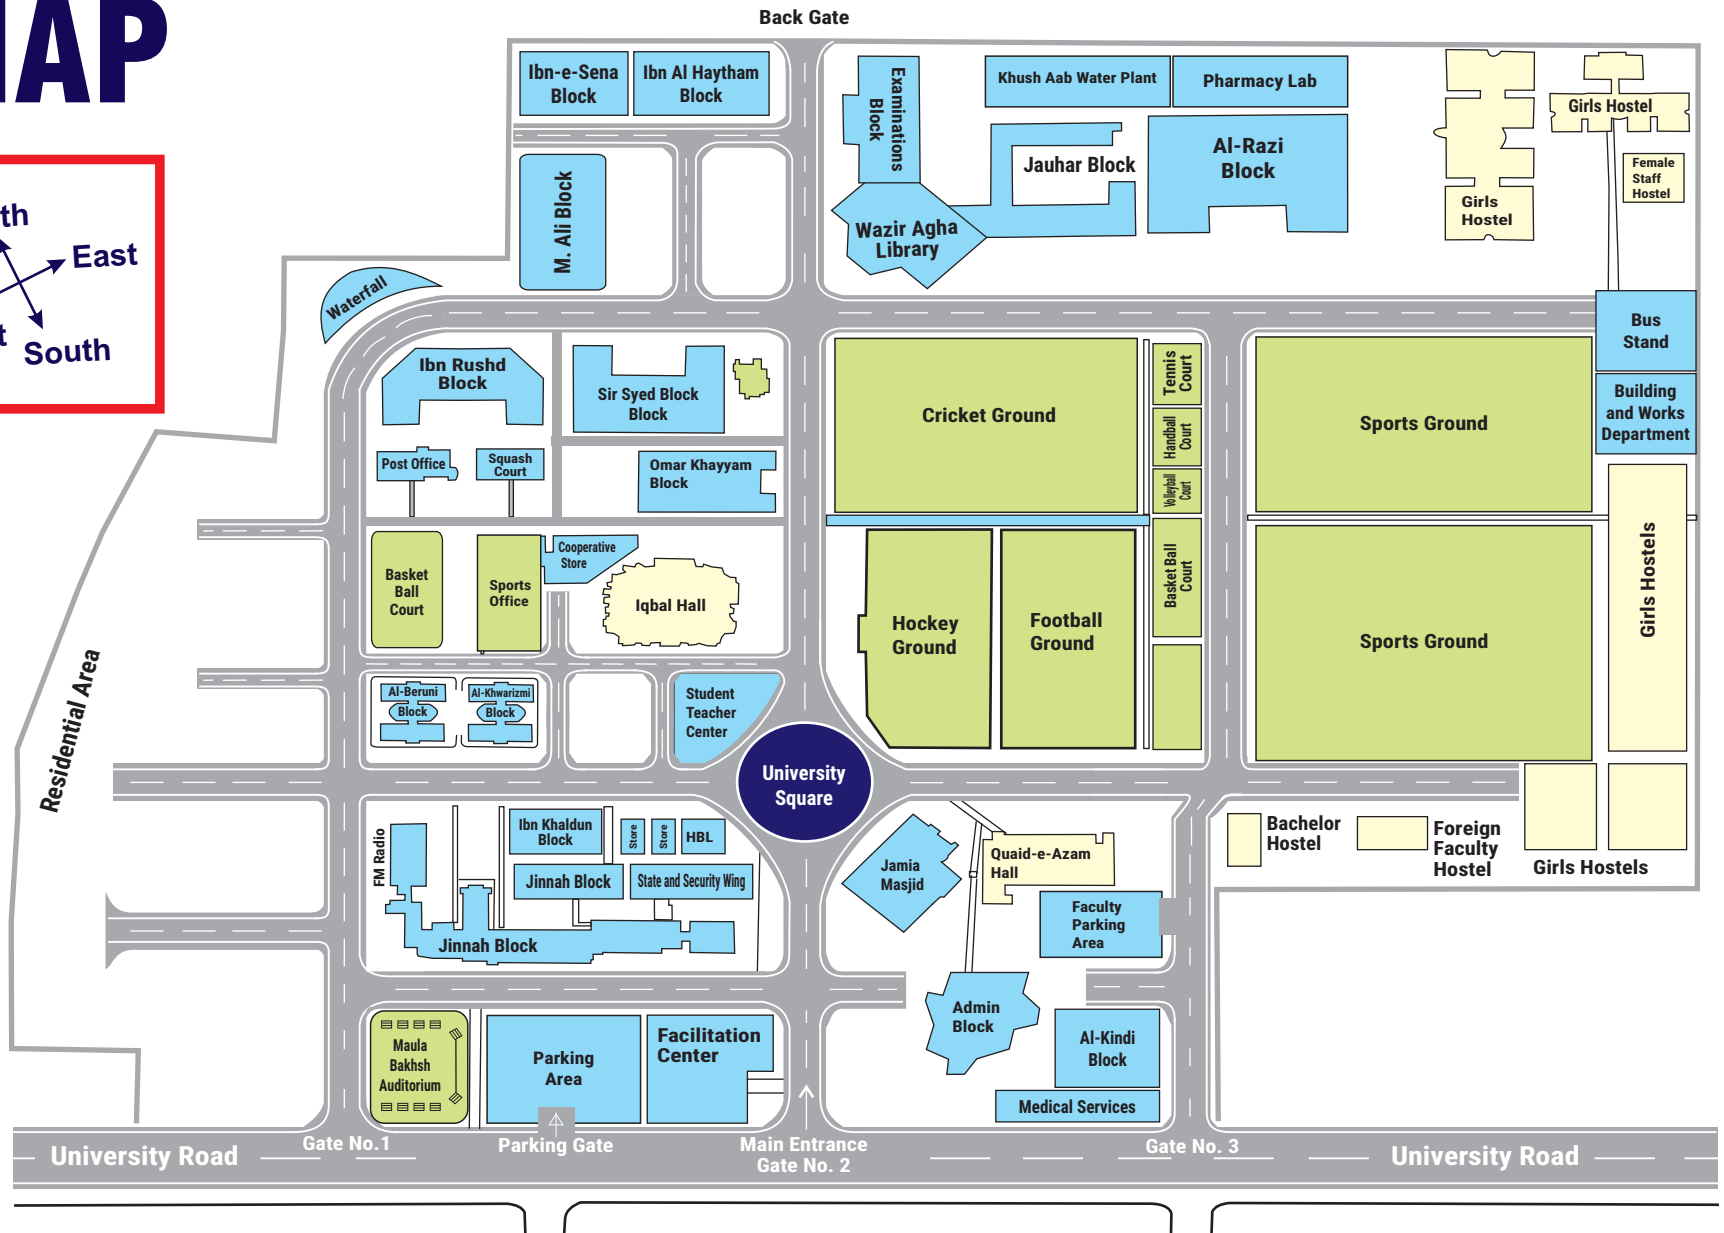 MAP
Back Gate
Ibn-e-Sena
Block
Ibn Al Haytham
Block
Examinations
Block
Khush Aab Water Plant
Pharmacy Lab
Girls Hostel
Jauhar Block
Al-Razi
Block
Female
Staff
Hostel
Girls
Hostel
M. Ali Block
Wazir Agha
Library
East
South
Waterfall
Bus
Stand
Ibn Rushd
Block
Sir Syed Block
Block
Cricket Ground
Tennis
Court
Handball
Court
Volleyball
Court
Sports Ground
Building
and Works
Department
Post Office
Squash
Court
Omar Khayyam
Block
Basket
Ball
Court
Sports
Office
Cooperative
Store
Iqbal Hall
Hockey
Ground
Football
Ground
Basket Ball
Court
Sports Ground
Girls Hostels
Residential Area
Al-Beruni
Block
Al-Khwarizmi
Block
Student
Teacher
Center
University
Square
FM Radio
Ibn Khaldun
Block
Store
Store
HBL
Jinnah Block
State and Security Wing
Jinnah Block
Jamia
Masjid
Quaid-e-Azam
Hall
Faculty
Parking
Area
Bachelor
Hostel
Foreign
Faculty
Hostel
Girls Hostels
Maula
Bakhsh
Auditorium
Parking
Area
Facilitation
Center
Admin
Block
Al-Kindi
Block
Medical Services
University Road
Gate No.1
Parking Gate
Main Entrance
Gate No. 2
Gate No. 3
University Road